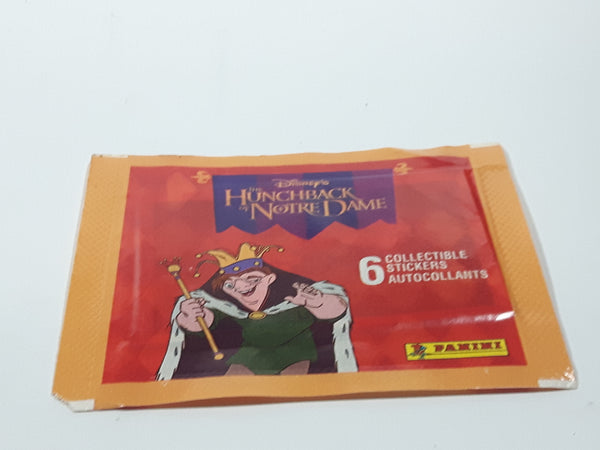 Disney's
THE HUNCHBACK
OF NOTRE DAME
6 COLLECTIBLE
STICKERS
AUTOCOLLANTS
PANINI